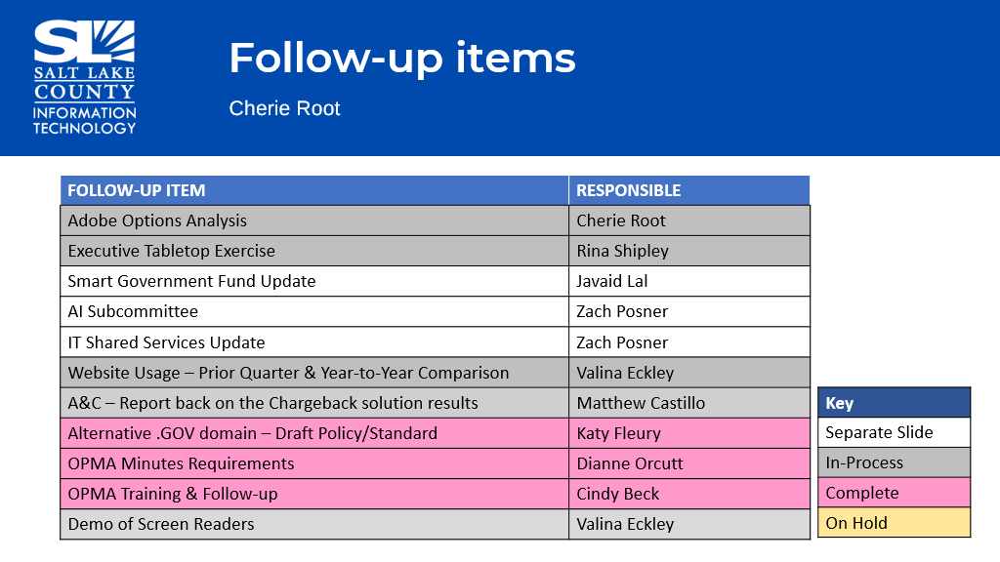 SL
SALT LAKE
COUNTY
INFORMATION
TECHNOLOGY
Follow-up items
Cherie Root
FOLLOW-UP ITEM RESPONSIBLE
Adobe Options Analysis Cherie Root
Executive Tabletop Exercise Rina Shipley
Smart Government Fund Update Javaid Lal
AI Subcommittee Zach Posner
IT Shared Services Update Zach Posner
Website Usage – Prior Quarter & Year-to-Year Comparison Valina Eckley
A&C – Report back on the Chargeback solution results Matthew Castillo
Alternative .GOV domain – Draft Policy/Standard Katy Fleury
OPMA Minutes Requirements Dianne Orcutt
OPMA Training & Follow-up Cindy Beck
Demo of Screen Readers Valina Eckley
Key
Separate Slide
In-Process
Complete
On Hold